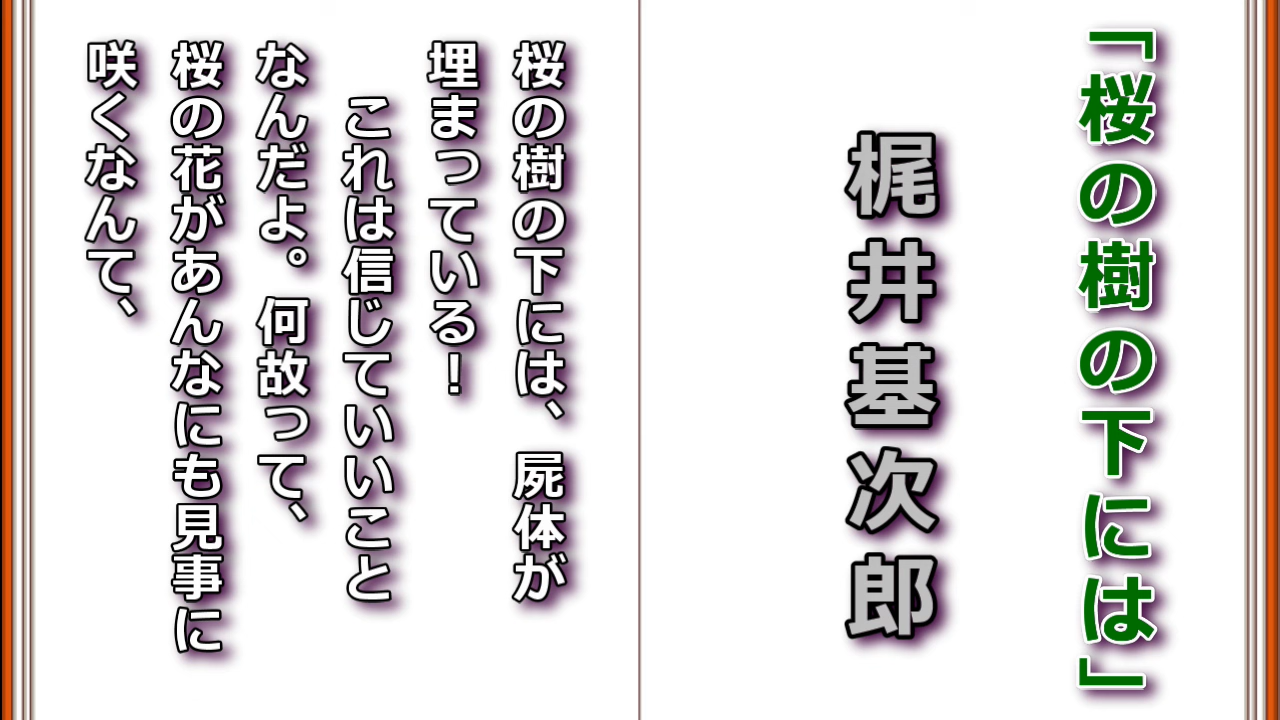 「桜の樹の下には」
梶井基次郎
桜の樹の下には、屍体が
埋まっている！
これは信じていいこと
なんだよ。何故って、
桜の花があんなにも見事に
咲くなんて、